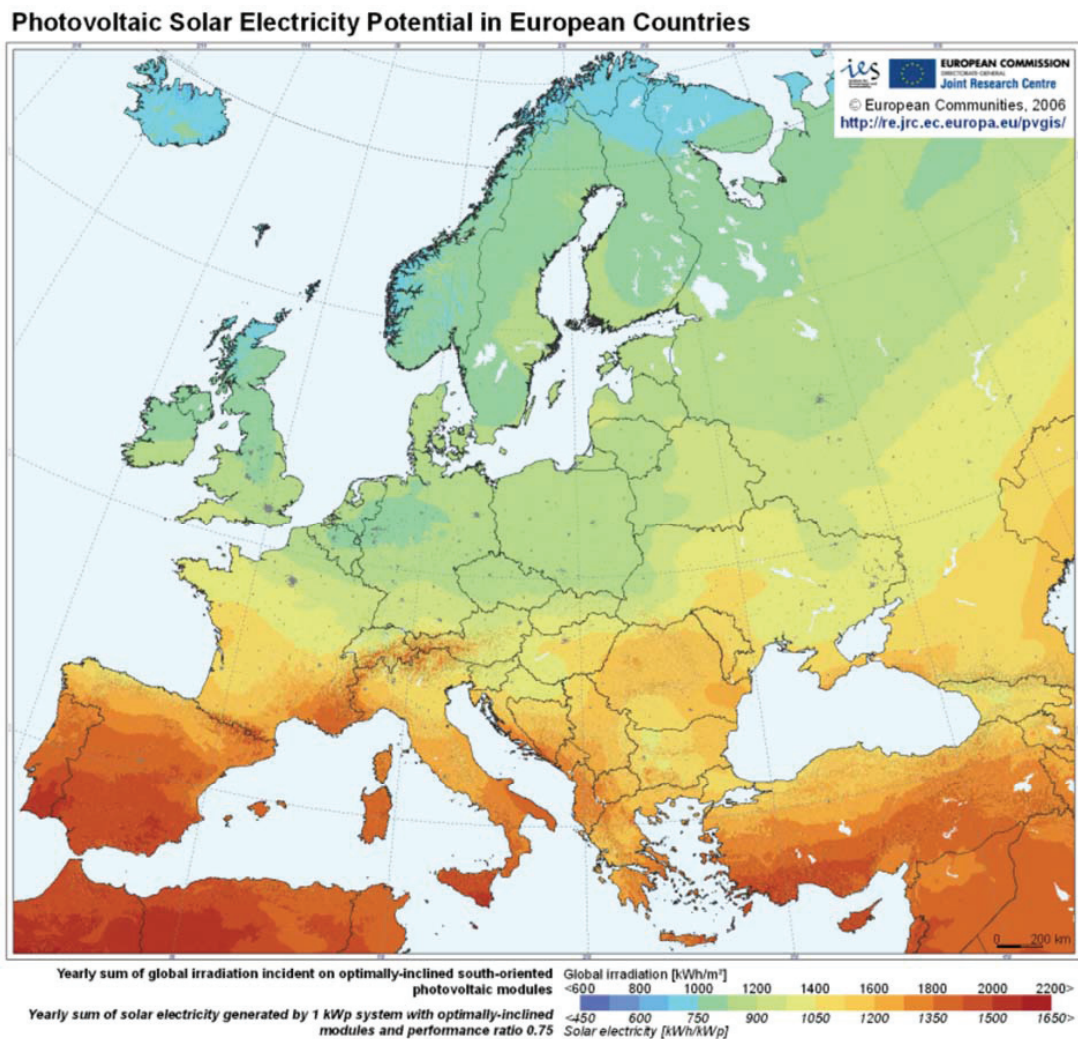 Photovoltaic Solar Electricity Potential in European Countries
ies
EUROPEAN COMMISSION
DIRECTORATE-GENERAL
Joint Research Centre
© European Communities, 2006
http://re.jrc.ec.europa.eu/pvgis/
0 200 km
Yearly sum of global irradiation incident on optimally-inclined south-oriented
photovoltaic modules
Global irradiation [kWh/m²]
<600 800 1000 1200 1400 1600 1800 2000 2200>
Yearly sum of solar electricity generated by 1 kWp system with optimally-inclined
modules and performance ratio 0.75
<450 600 750 900 1050 1200 1350 1500 1650>
Solar electricity [kWh/kWp]